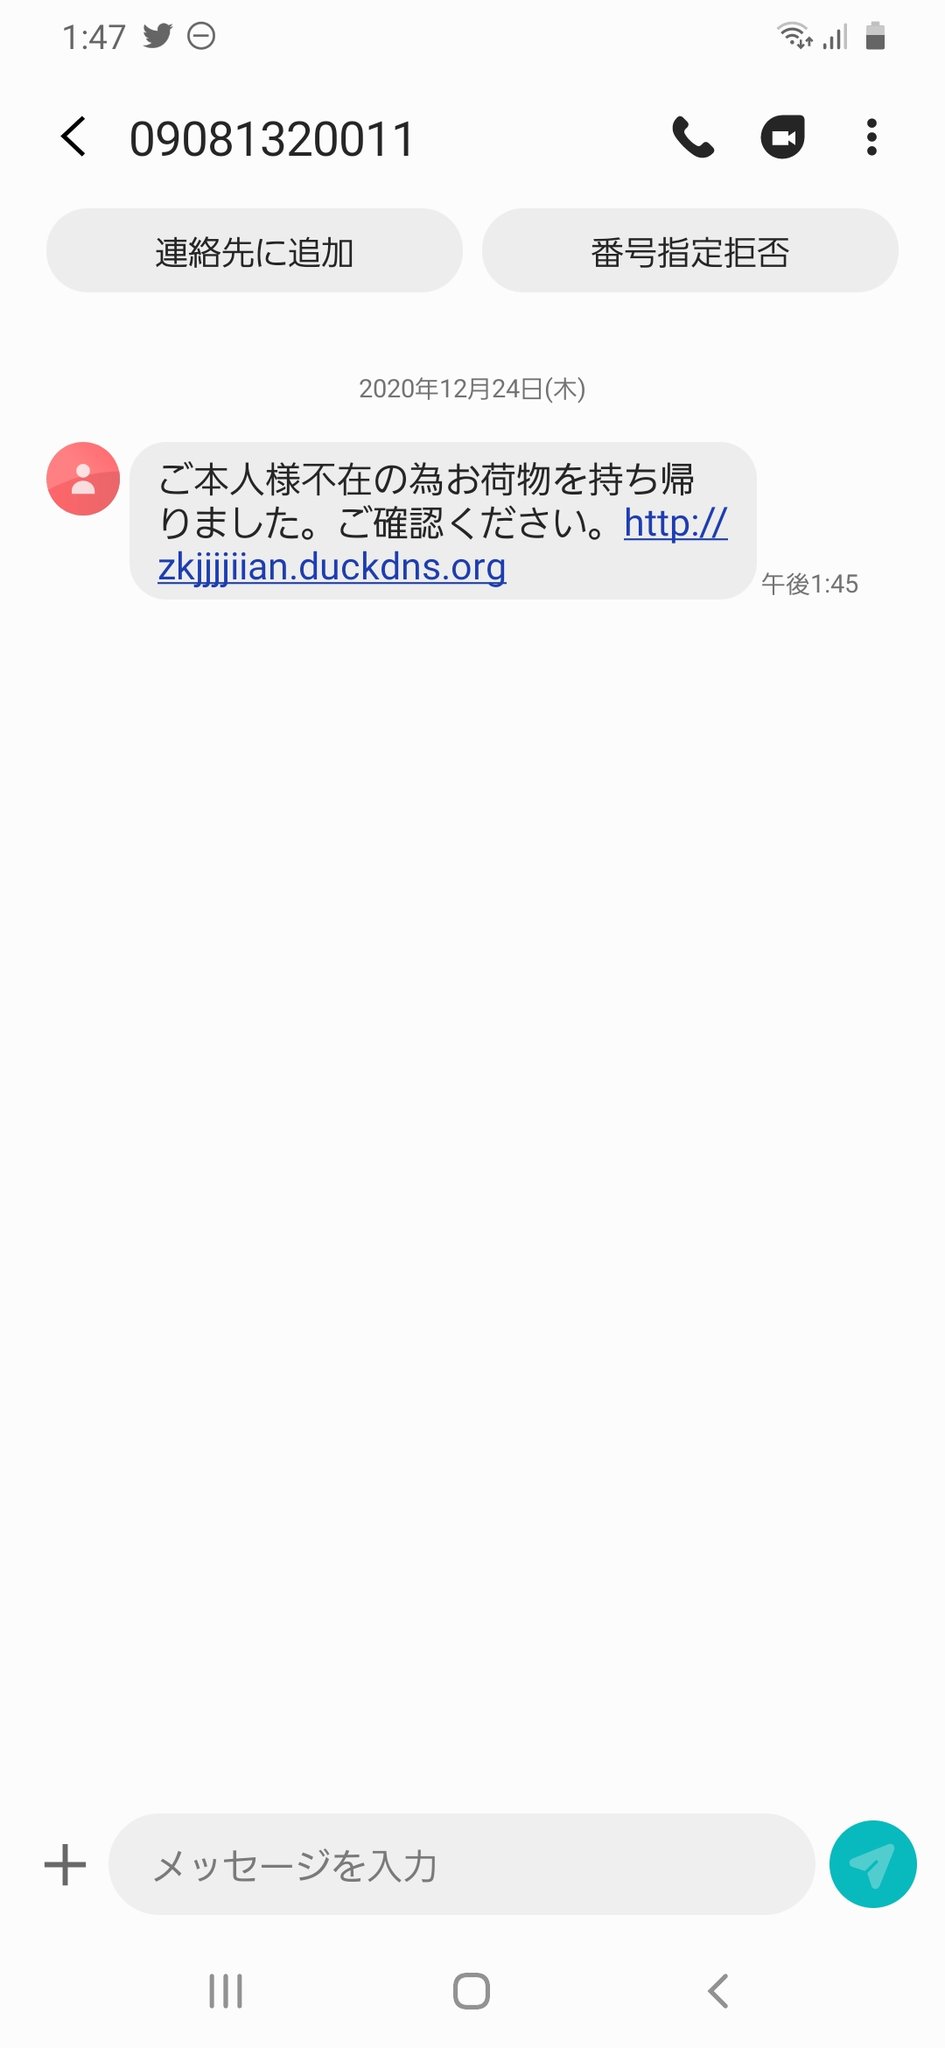 1:47
09081320011
連絡先に追加
番号指定拒否
2020年12月24日(木)
ご本人様不在の為お荷物を持ち帰
りました。ご確認ください。http://
zkjjjjiian.duckdns.org
午後1:45
メッセージを入力